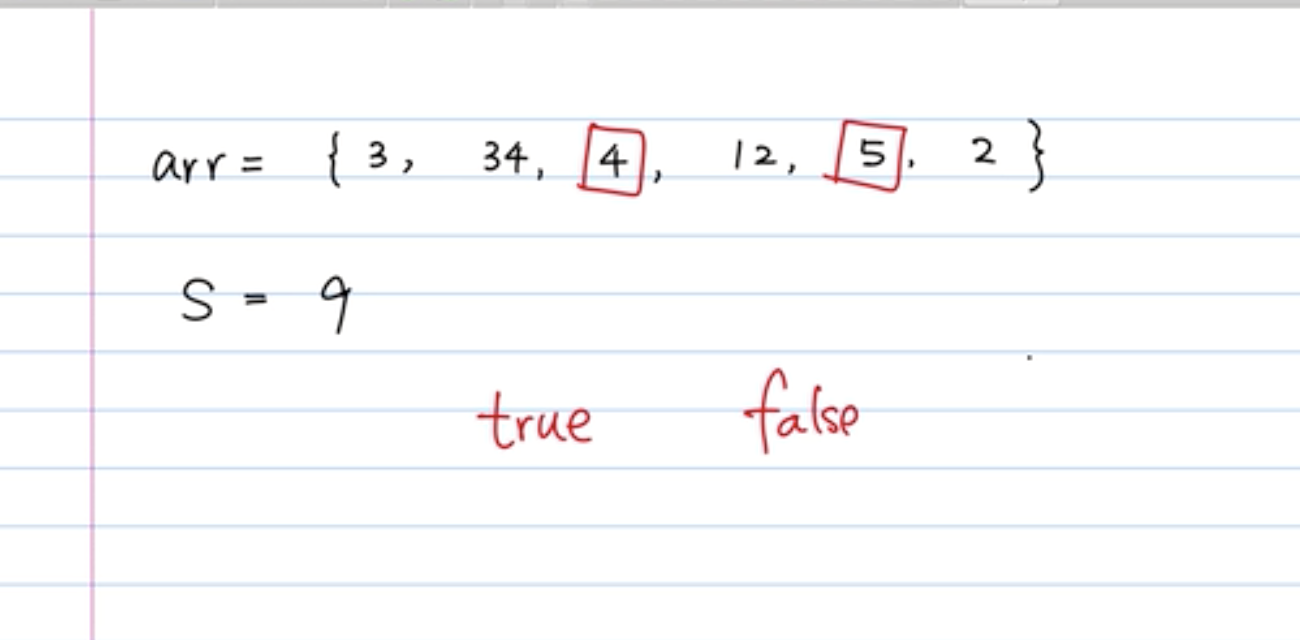 arr = { 3, 34, 4, 12, 5, 2 }
S = 9
true false